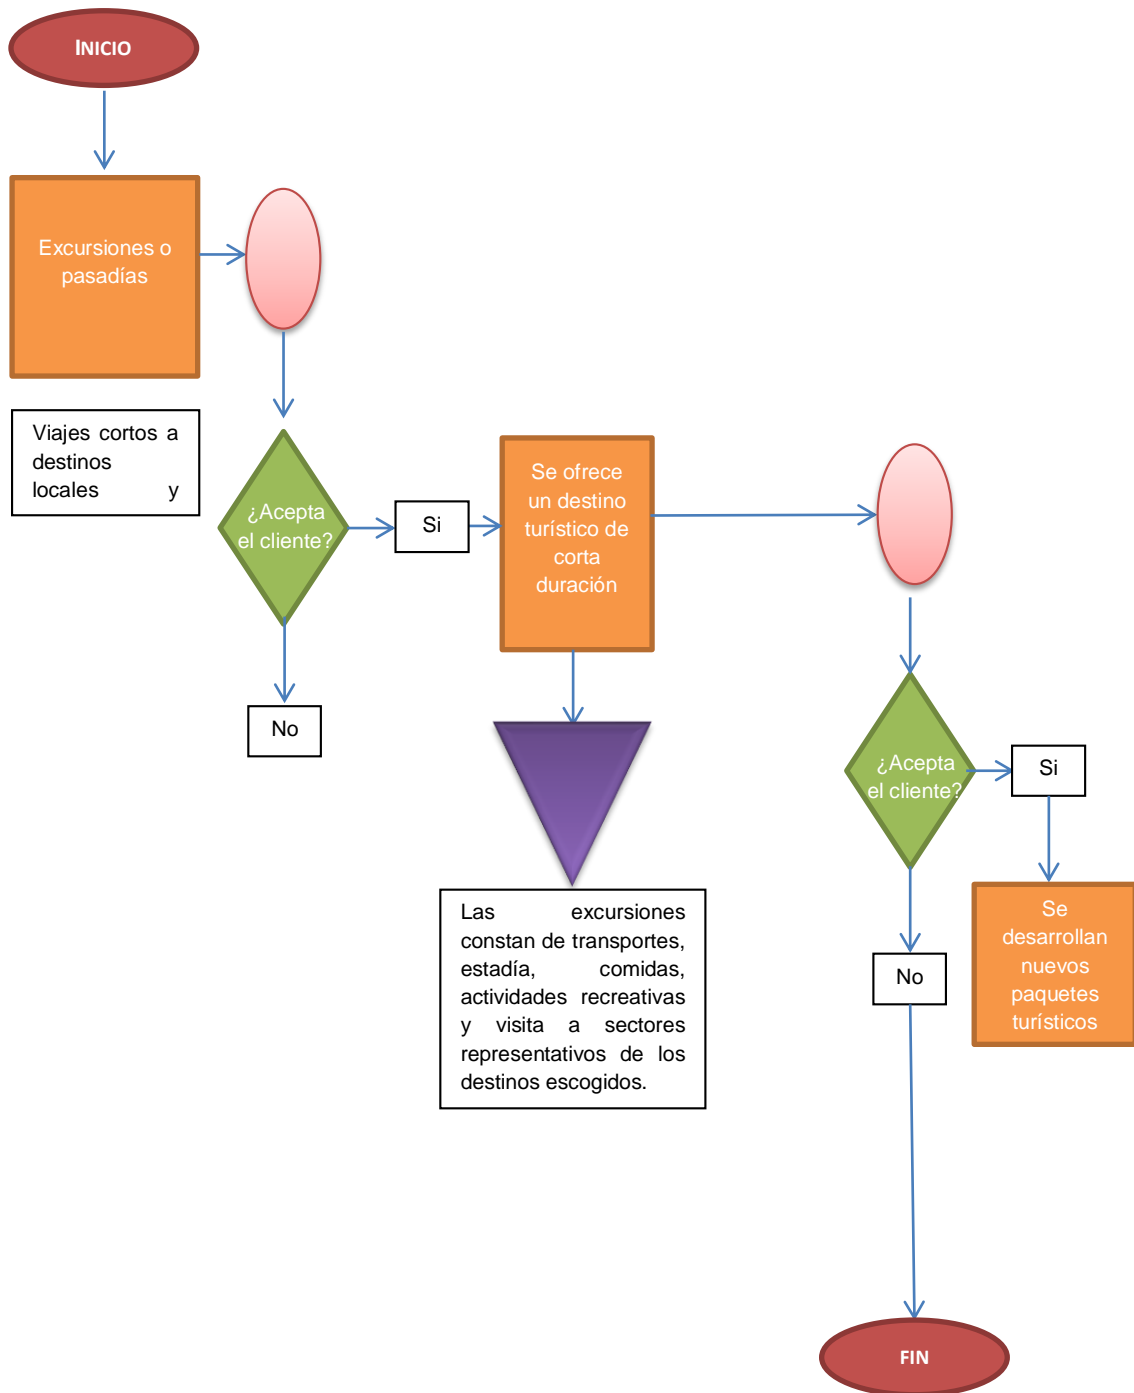 INICIO
Excursiones o
pasadías
Viajes cortos a
destinos
locales y
¿Acepta
el cliente?
Si
No
Se ofrece
un destino
turístico de
corta
duración
Las excursiones
constan de transportes,
estadía, comidas,
actividades recreativas
y visita a sectores
representativos de los
destinos escogidos.
¿Acepta
el cliente?
Si
No
Se
desarrollan
nuevos
paquetes
turísticos
FIN